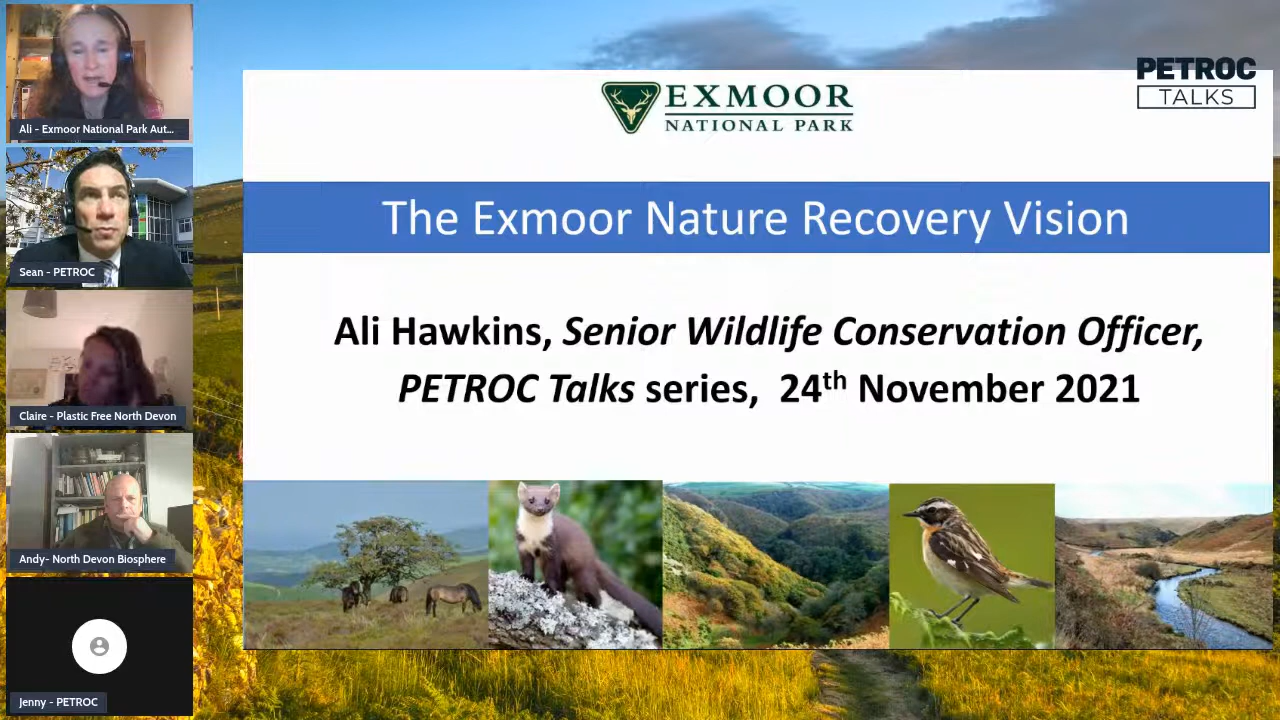 Ali - Exmoor National Park Aut...
Sean - PETROC
Claire - Plastic Free North Devon
Andy- North Devon Biosphere
Jenny - PETROC
EXMOOR
NATIONAL PARK
PETROC
TALKS
The Exmoor Nature Recovery Vision
Ali Hawkins, Senior Wildlife Conservation Officer,
PETROC Talks series, 24th November 2021